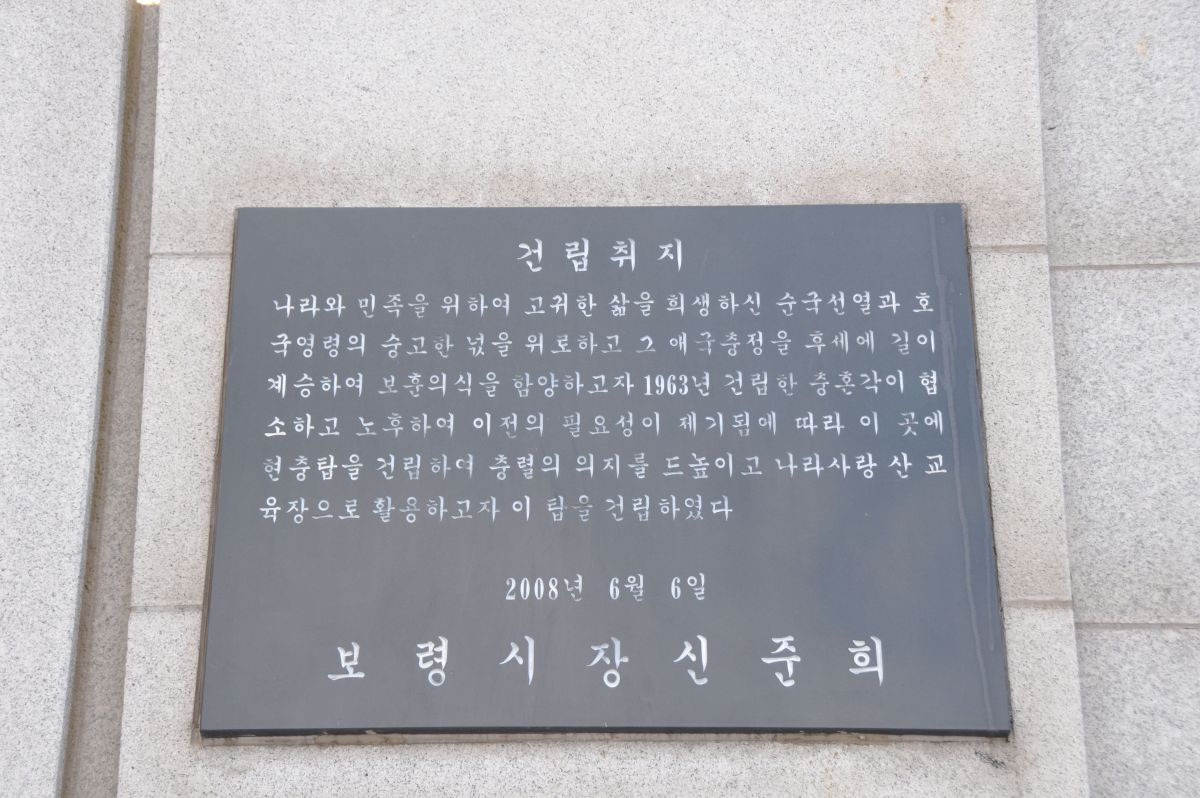 건립취지
나라와 민족을 위하여 고귀한 삶을 희생하신 순국선열과 호
국영령의 숭고한 넋을 위로하고 그 애국충정을 후세에 길이
계승하여 보훈의식을 함양하고자 1963년 건립한 충혼각이 협
소하고 노후하여 이전의 필요성이 제기됨에 따라 이 곳에
현충탑을 건립하여 충렬의 의지를 드높이고 나라사랑 산 교
육장으로 활용하고자 이 탑을 건립하였다
2008년 6월 6일
보령시장신준희